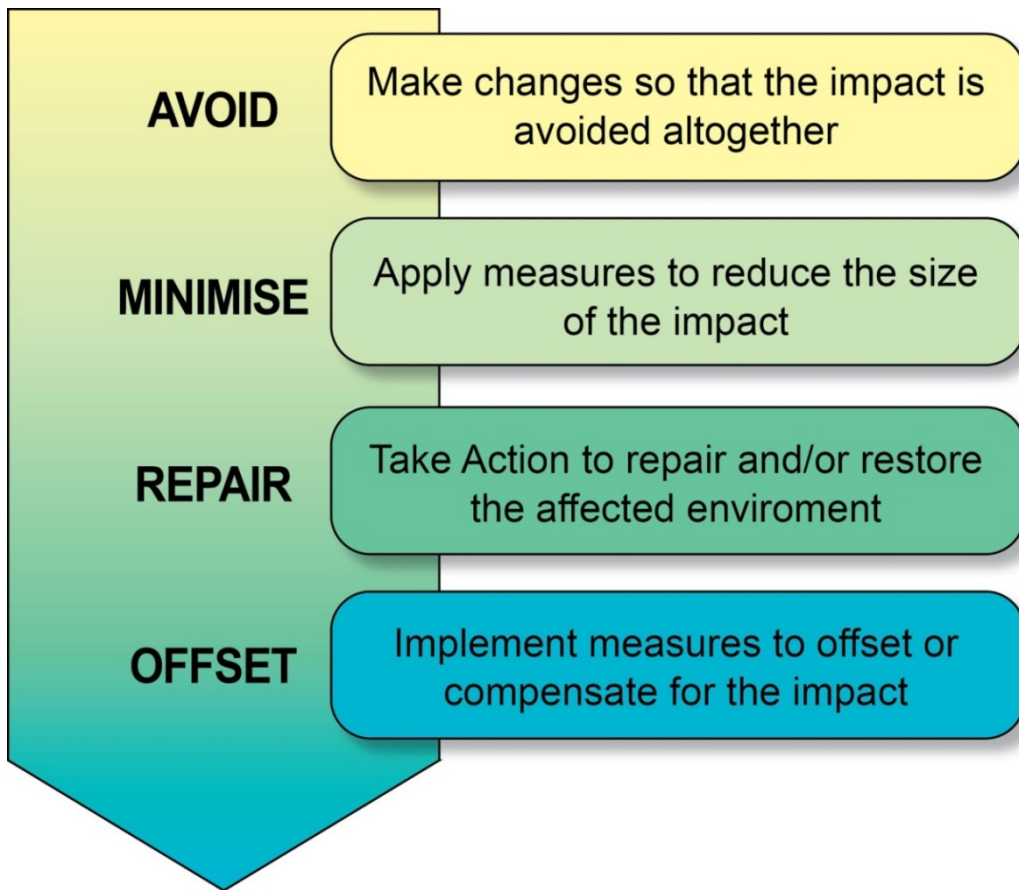 AVOID
Make changes so that the impact is
avoided altogether
MINIMISE
Apply measures to reduce the size
of the impact
REPAIR
Take Action to repair and/or restore
the affected enviroment
OFFSET
Implement measures to offset or
compensate for the impact